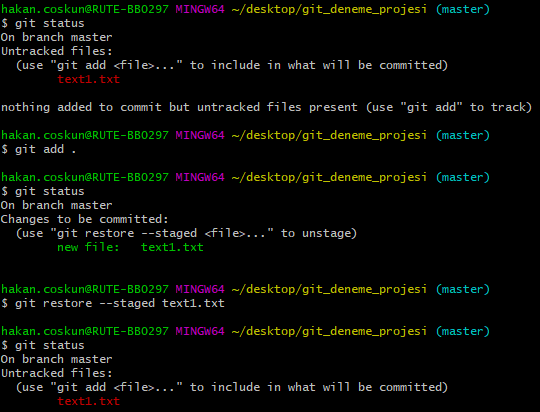 hakan.coskun@RUTE-BB0297 MINGW64 ~/desktop/git_deneme_projesi (master)
$ git status
On branch master
Untracked files:
  (use "git add <file>..." to include in what will be committed)
        text1.txt

nothing added to commit but untracked files present (use "git add" to track)

hakan.coskun@RUTE-BB0297 MINGW64 ~/desktop/git_deneme_projesi (master)
$ git add .

hakan.coskun@RUTE-BB0297 MINGW64 ~/desktop/git_deneme_projesi (master)
$ git status
On branch master
Changes to be committed:
  (use "git restore --staged <file>..." to unstage)
        new file:   text1.txt


hakan.coskun@RUTE-BB0297 MINGW64 ~/desktop/git_deneme_projesi (master)
$ git restore --staged text1.txt

hakan.coskun@RUTE-BB0297 MINGW64 ~/desktop/git_deneme_projesi (master)
$ git status
On branch master
Untracked files:
  (use "git add <file>..." to include in what will be committed)
        text1.txt